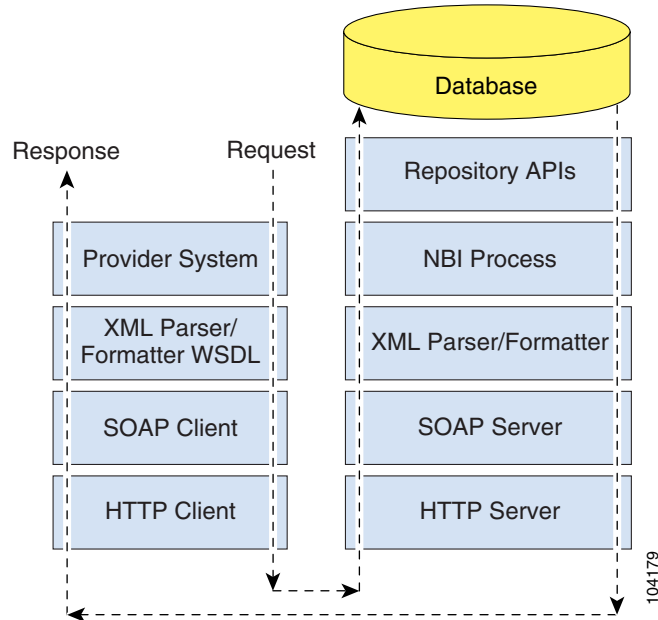 Database
Response
Request
Repository APIs
Provider System
NBI Process
XML Parser/
Formatter WSDL
XML Parser/Formatter
SOAP Client
SOAP Server
HTTP Client
HTTP Server
104179